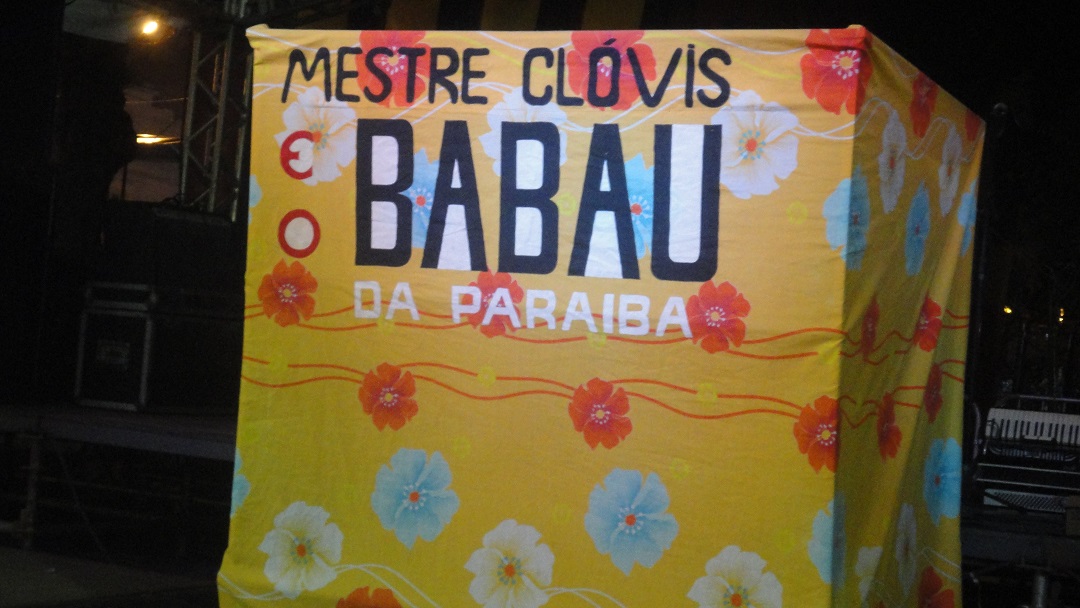 MESTRE CLÓVIS
E O
BABAU
DA PARAIBA